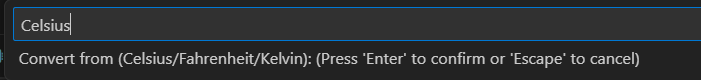 Celsius
Convert from (Celsius/Fahrenheit/Kelvin): (Press 'Enter' to confirm or 'Escape' to cancel)